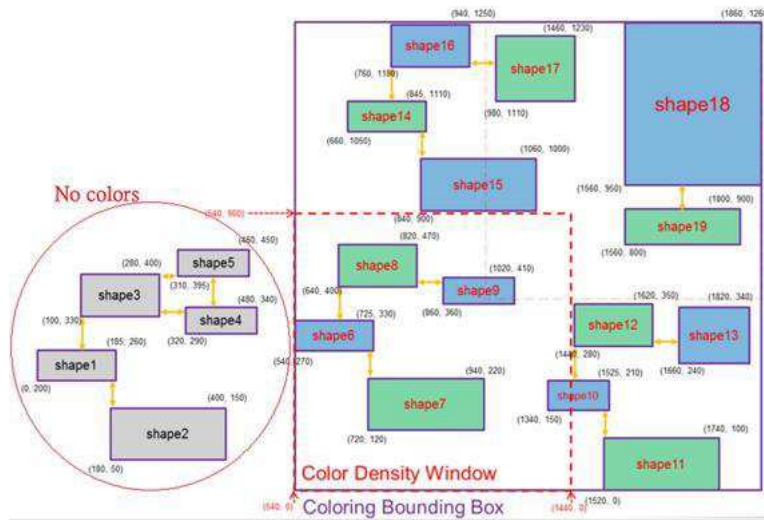 (940, 1250)
(1860, 1260)
shape16
(1460, 1230)
shape17
(760, 1180)
(845, 1110)
shape14
(980, 1110)
shape18
(660, 1050)
(1060, 1000)
shape15
(1560, 950)
(1800, 900)
No colors
(540, 900)
(840, 900)
shape19
(1560, 800)
(460, 450)
(820, 470)
shape5
(280, 400)
shape8
(1020, 410)
(310, 395)
shape3
(640, 400)
shape9
(480, 340)
(1620, 350)
(1820, 340)
(100, 330)
shape4
(725, 330)
(860, 360)
shape12
shape13
(185, 260)
(320, 290)
shape6
shape1
(540, 270)
(1440, 280)
(1660, 240)
(0, 200)
(940, 220)
(1525, 210)
shape10
(400, 150)
shape7
(1340, 150)
shape2
(720, 120)
(1740, 100)
(180, 50)
Color Density Window
shape11
(540, 0)
Coloring Bounding Box
(1440, 0)
(1520, 0)